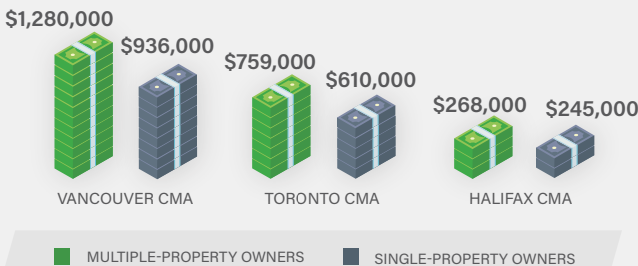 $1,280,000
$936,000
$759,000
$610,000
$268,000 $245,000
VANCOUVER CMA TORONTO CMA HALIFAX CMA
MULTIPLE-PROPERTY OWNERS SINGLE-PROPERTY OWNERS